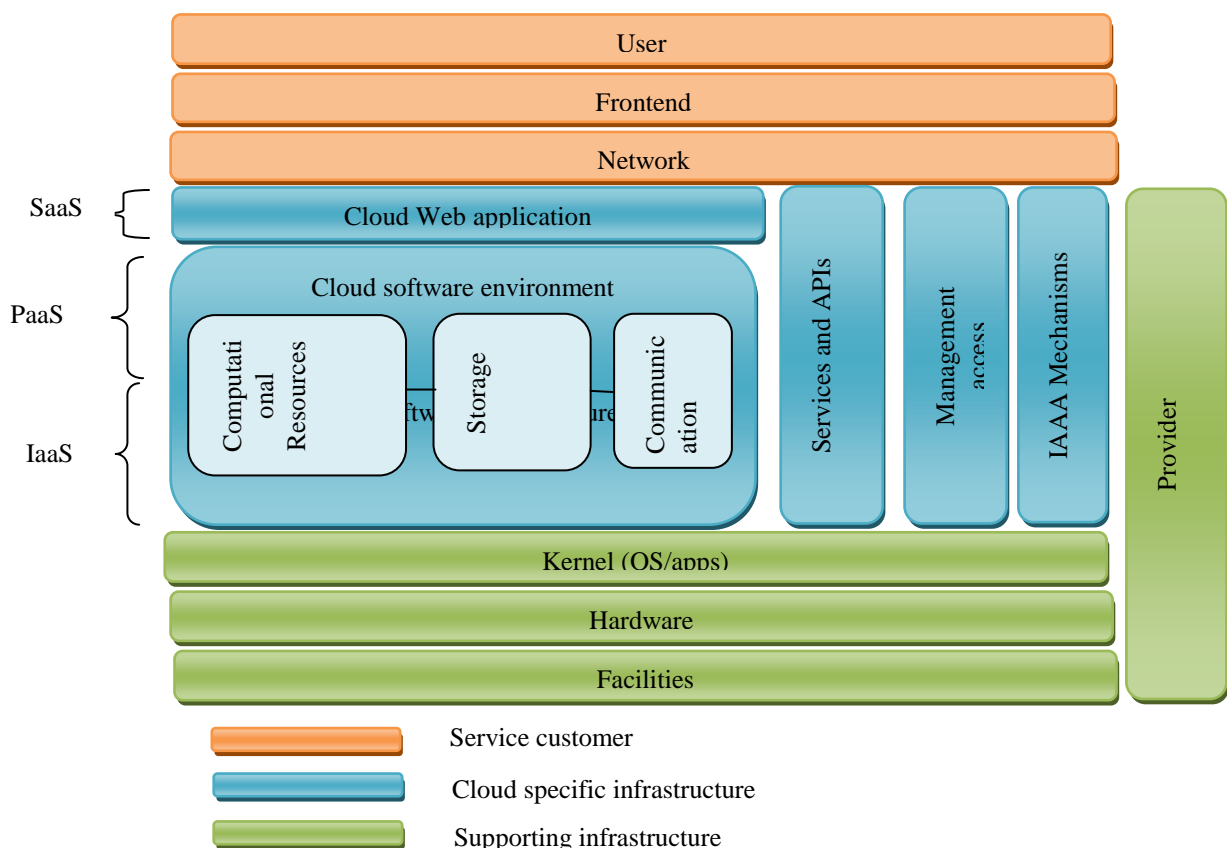 User
Frontend
Network
SaaS
Cloud Web application
PaaS
Cloud software environment
IaaS
Computati
onal
Resources
Storage
Communic
ation
Services and APIs
Management
access
IAAA Mechanisms
Provider
Kernel (OS/apps)
Hardware
Facilities
Service customer
Cloud specific infrastructure
Supporting infrastructure